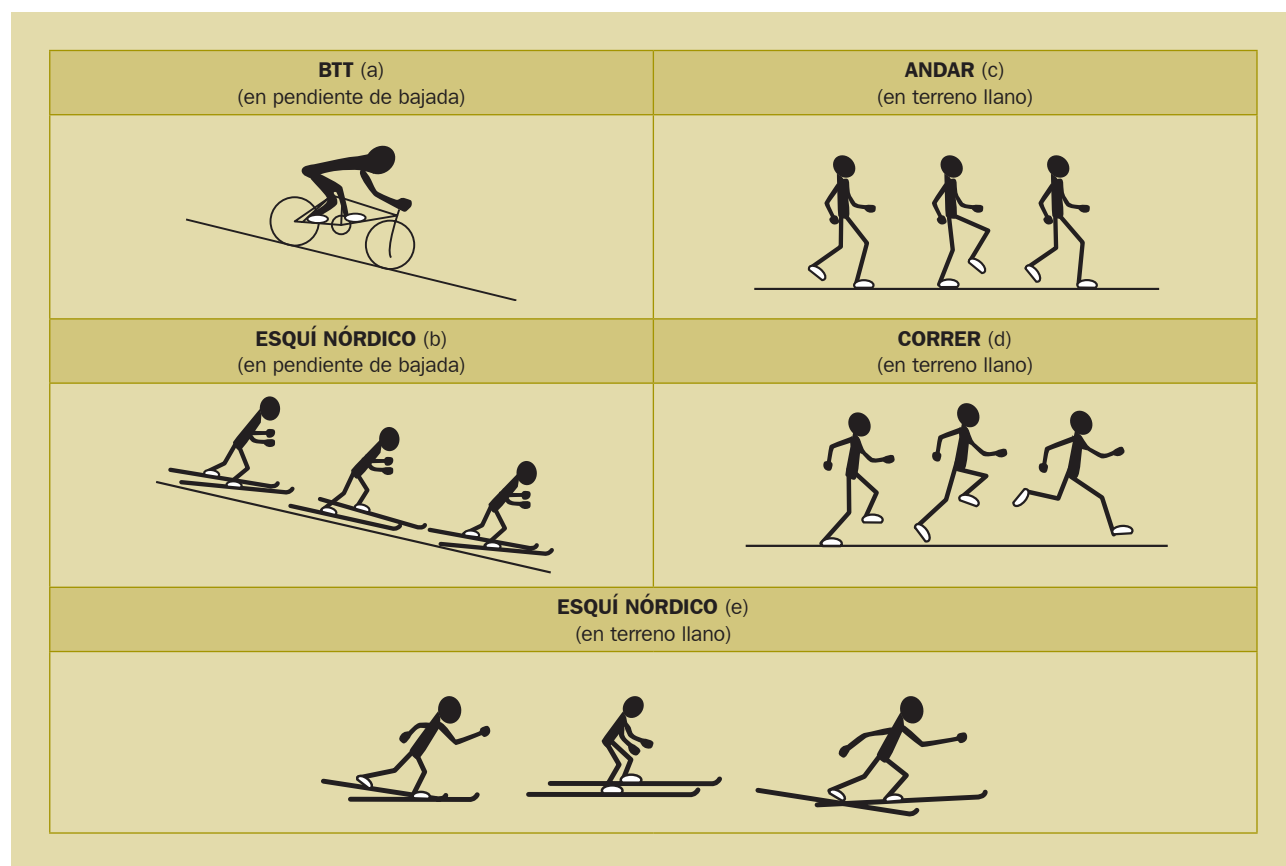 BTT (a)
(en pendiente de bajada)
ANDAR (c)
(en terreno llano)
ESQUÍ NÓRDICO (b)
(en pendiente de bajada)
CORRER (d)
(en terreno llano)
ESQUÍ NÓRDICO (e)
(en terreno llano)